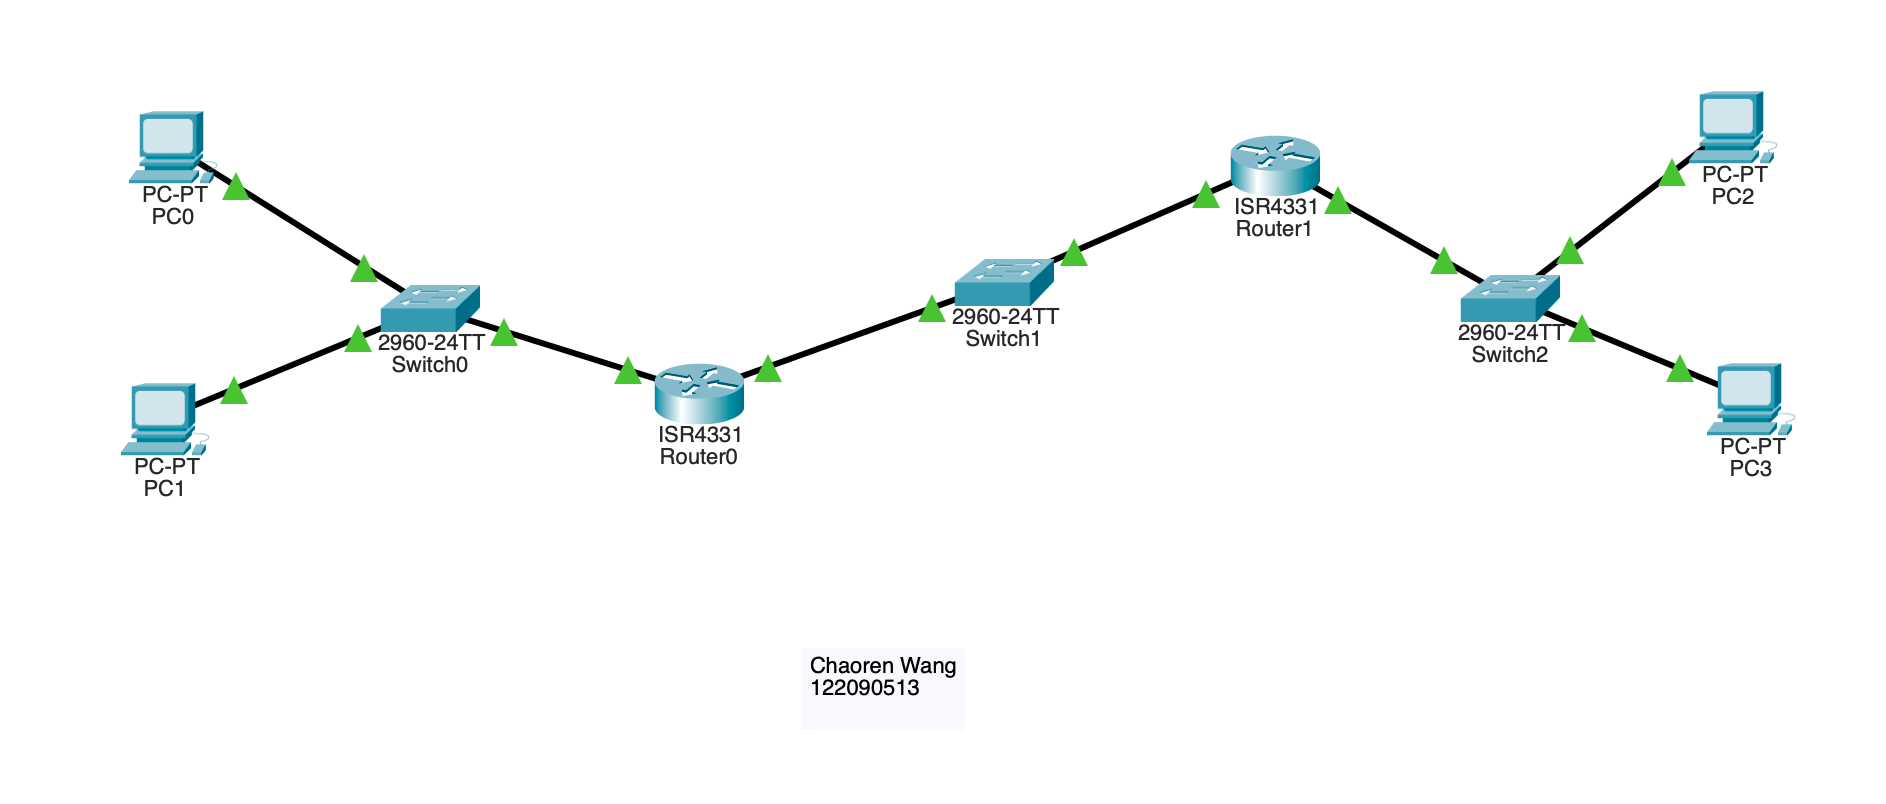 PC-PT
PC0
PC-PT
PC1
2960-24TT
Switch0
ISR4331
Router0
2960-24TT
Switch1
ISR4331
Router1
2960-24TT
Switch2
PC-PT
PC2
PC-PT
PC3
Chaoren Wang
122090513